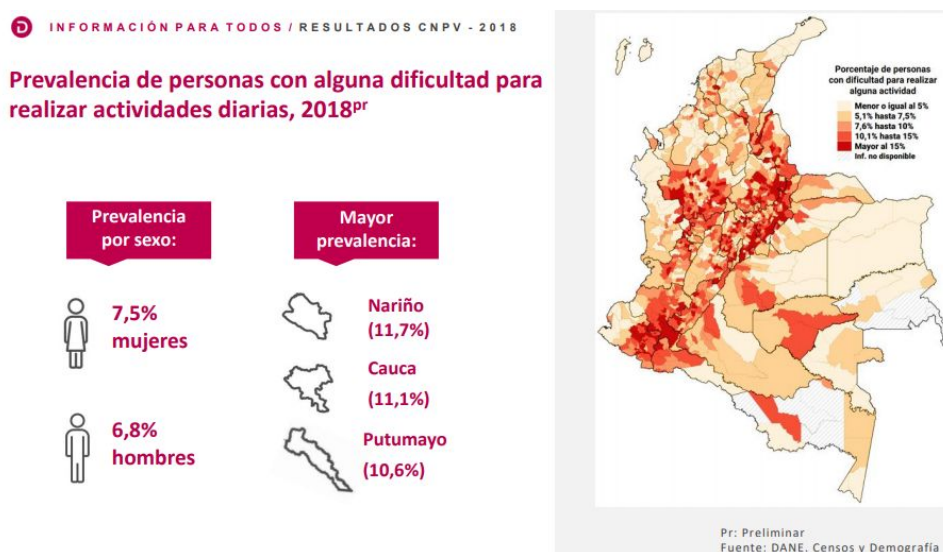 INFORMACIÓN PARA TODOS / RESULTADOS CNPV - 2018
Prevalencia de personas con alguna dificultad para
realizar actividades diarias, 2018pr
Prevalencia
por sexo:
7,5%
mujeres
6,8%
hombres
Mayor
prevalencia:
Nariño
(11,7%)
Cauca
(11,1%)
Putumayo
(10,6%)
Porcentaje de personas
con dificultad para realizar
alguna actividad
Menor o igual al 5%
5,1% hasta 7,5%
7,6% hasta 10%
10,1% hasta 15%
Mayor al 15%
Inf. no disponible
Pr: Preliminar
Fuente: DANE. Censos y Demografía